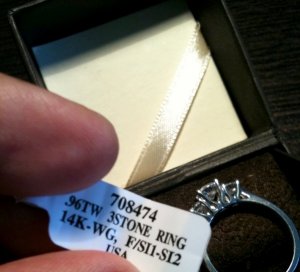 708474
.96TW 3STONE RING
14K-WG, F/SI1-SI2
USA